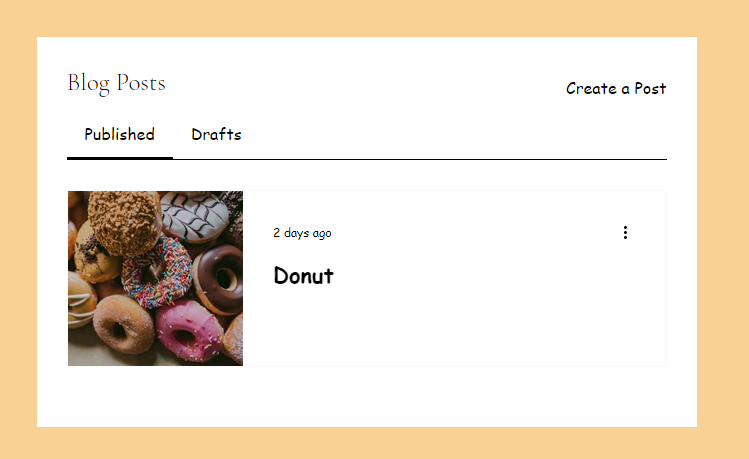 Blog Posts
Create a Post
Published Drafts
2 days ago
Donut